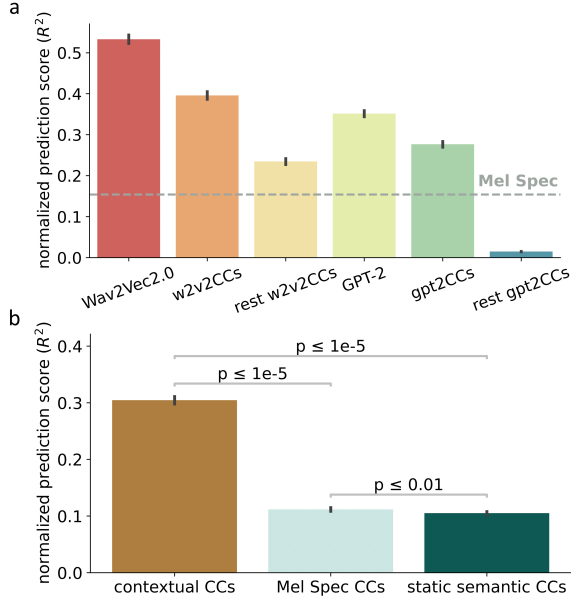 a
normalized prediction score (R²)
0.5
0.4
0.3
0.2
0.1
0.0
Mel Spec
Wav2Vec2.0
w2v2CCs
rest w2v2CCs
GPT-2
gpt2CCs
rest gpt2CCs
b
normalized prediction score (R²)
0.4
0.3
0.2
0.1
0.0
p ≤ 1e-5
p ≤ 1e-5
p ≤ 0.01
contextual CCs
Mel Spec CCs
static semantic CCs